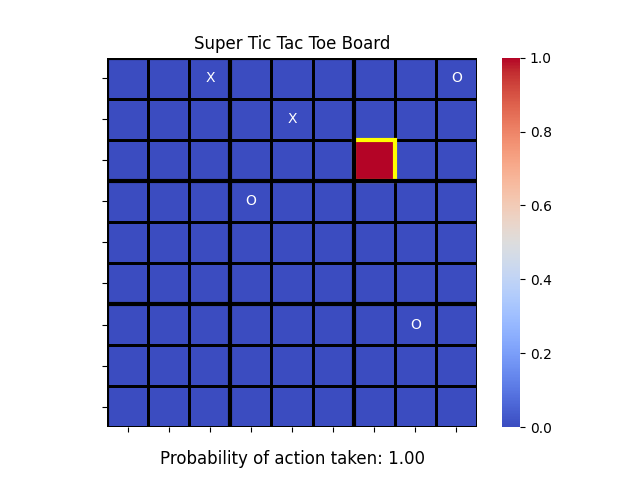 Super Tic Tac Toe Board
X O
X
O
O
1.0
0.8
0.6
0.4
0.2
0.0
Probability of action taken: 1.00